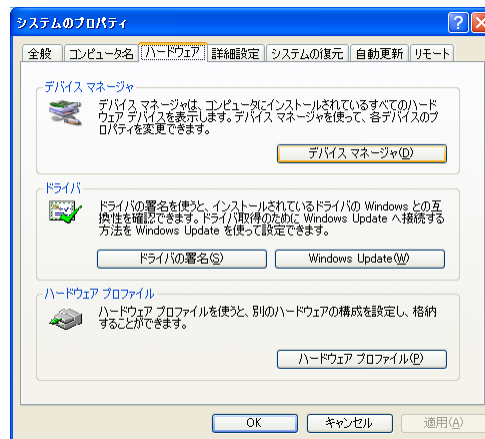 システムのプロパティ
全般 コンピュータ名 ハードウェア 詳細設定 システムの復元 自動更新 リモート
デバイス マネージャ
デバイス マネージャは、コンピュータにインストールされているすべてのハード
ウェア デバイスを表示します。デバイス マネージャを使って、各デバイスのプ
ロパティを変更できます。
デバイス マネージャ(D)
ドライバ
ドライバの署名を使うと、インストールされているドライバの Windows との互
換性を確認できます。ドライバ取得のために Windows Update へ接続する
方法を Windows Update を使って設定できます。
ドライバの署名(S) Windows Update(W)
ハードウェア プロファイル
ハードウェア プロファイルを使うと、別のハードウェアの構成を設定し、格納
することができます。
ハードウェア プロファイル(P)
OK キャンセル 適用(A)